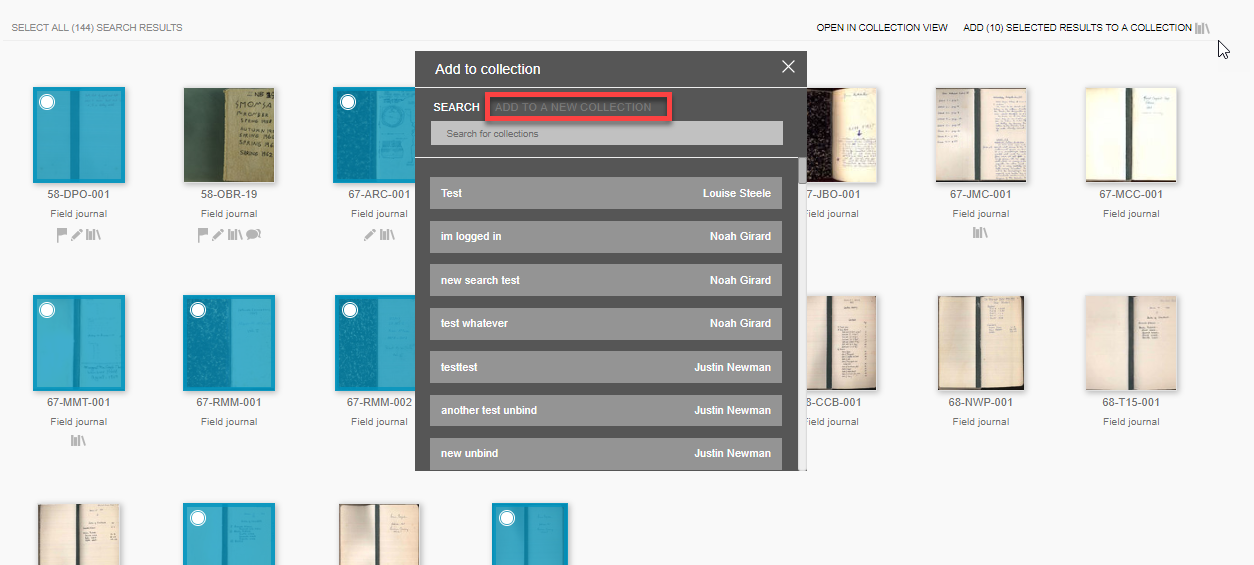 SELECT ALL (144) SEARCH RESULTS
OPEN IN COLLECTION VIEW
ADD (10) SELECTED RESULTS TO A COLLECTION
Add to collection
SEARCH
ADD TO A NEW COLLECTION
Search for collections
Test Louise Steele
im logged in Noah Girard
new search test Noah Girard
test whatever Noah Girard
testtest Justin Newman
another test unbind Justin Newman
new unbind Justin Newman
58-DPO-001
Field journal
58-OBR-19
Field journal
67-ARC-001
Field journal
7-JBO-001
Field journal
67-JMC-001
Field journal
67-MCC-001
Field journal
67-MMT-001
Field journal
67-RMM-001
Field journal
67-RMM-002
Field journal
8-CCB-001
Field journal
68-NWP-001
Field journal
68-T15-001
Field journal